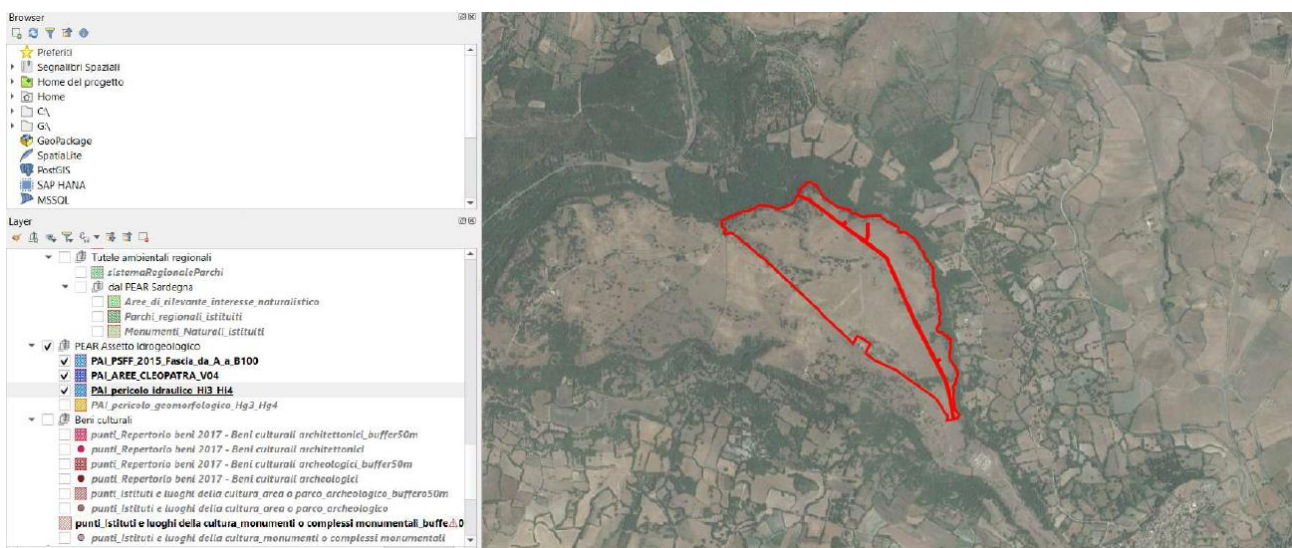 Browser
Preferiti
Segnalibri Spaziali
Home del progetto
Home
C:\
G:\
GeoPackage
SpatiaLite
PostGIS
SAP HANA
MSSQL
Layer
Tutele ambientali regionali
sistemaRegionaleParchi
dal PEAR Sardegna
Aree_di_rilevante_interesse_naturalistico
Parchi_regionali_istituiti
Monumenti_Naturali_istituiti
PEAR Assetto Idrogeologico
PAI_PSFF_2015_Fascia_da_A_a_B100
PAI_AREE_CLEOPATRA_V04
PAI_pericolo_idraulico_Hi3_Hi4
PAI_pericolo_geomorfologico_Hg3_Hg4
Beni culturali
punti_Repertorio beni 2017 - Beni culturali architettonici_buffer50m
punti_Repertorio beni 2017 - Beni culturali architettonici
punti_Repertorio beni 2017 - Beni culturali archeologici_buffer50m
punti_Repertorio beni 2017 - Beni culturali archeologici
punti_Istituti e luoghi della cultura_area o parco_archeologico_buffero50m
punti_Istituti e luoghi della cultura_area o parco_archeologico
punti_Istituti e luoghi della cultura_monumenti o complessi monumentali_buffe 0
punti_Istituti e luoghi della cultura_monumenti o complessi monumentali